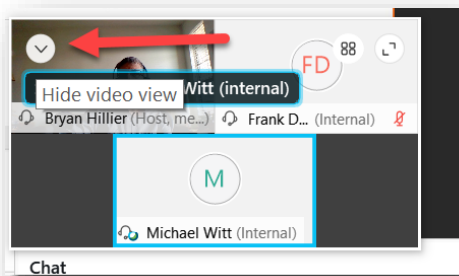 FD
Witt (internal)
Hide video view
Bryan Hillier (Host, me...)
Frank D... (Internal)
M
Michael Witt (Internal)
Chat